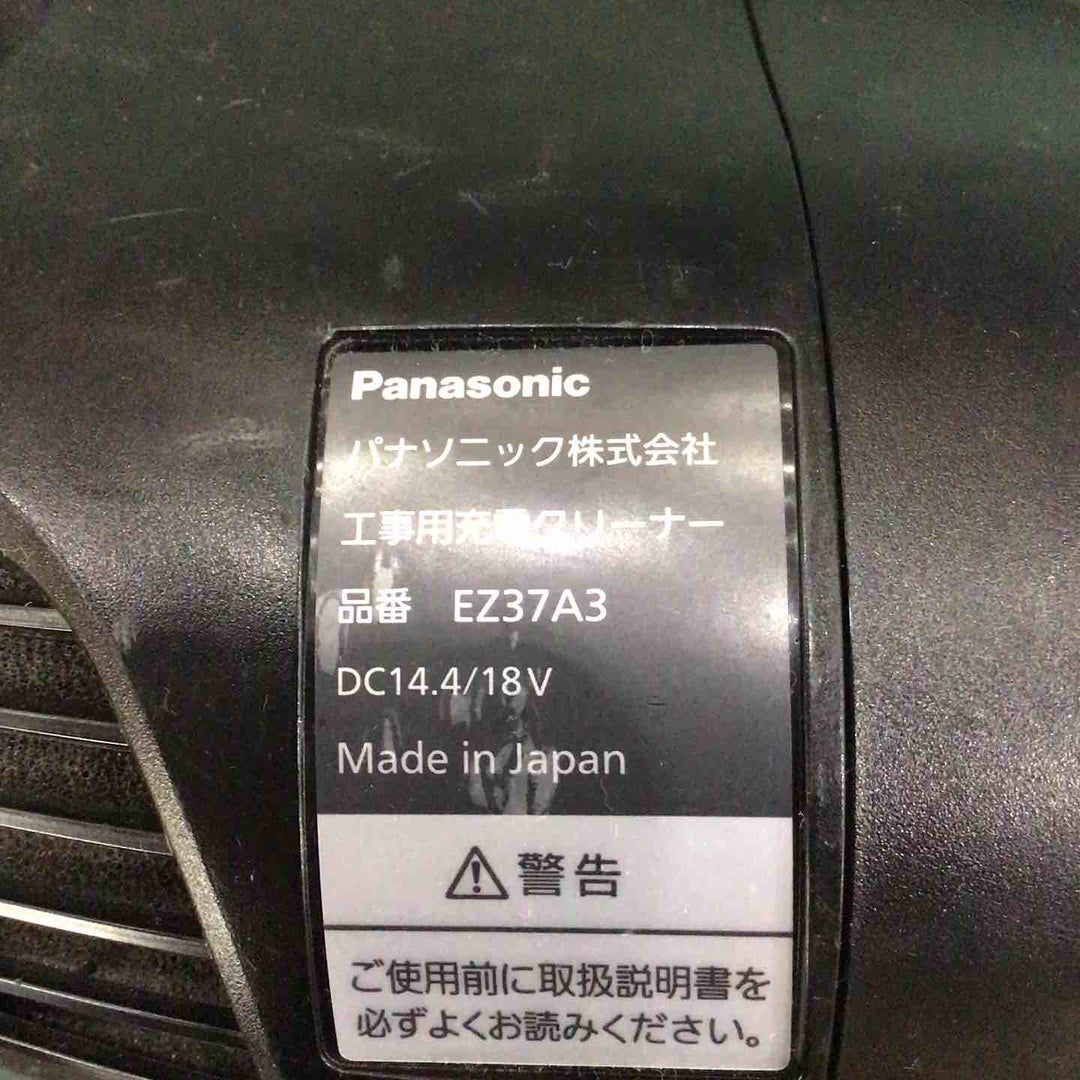 Panasonic
パナソニック株式会社
工事用充電クリーナー
品番 EZ37A3
DC14.4/18V
Made in Japan
⚠警告
ご使用前に取扱説明書を
必ずよくお読みください。